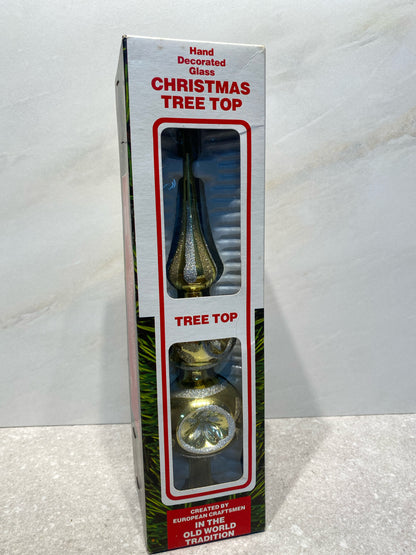 Hand
Decorated
Glass
CHRISTMAS
TREE TOP
TREE TOP
CREATED BY
EUROPEAN CRAFTSMEN
IN THE
OLD WORLD
TRADITION